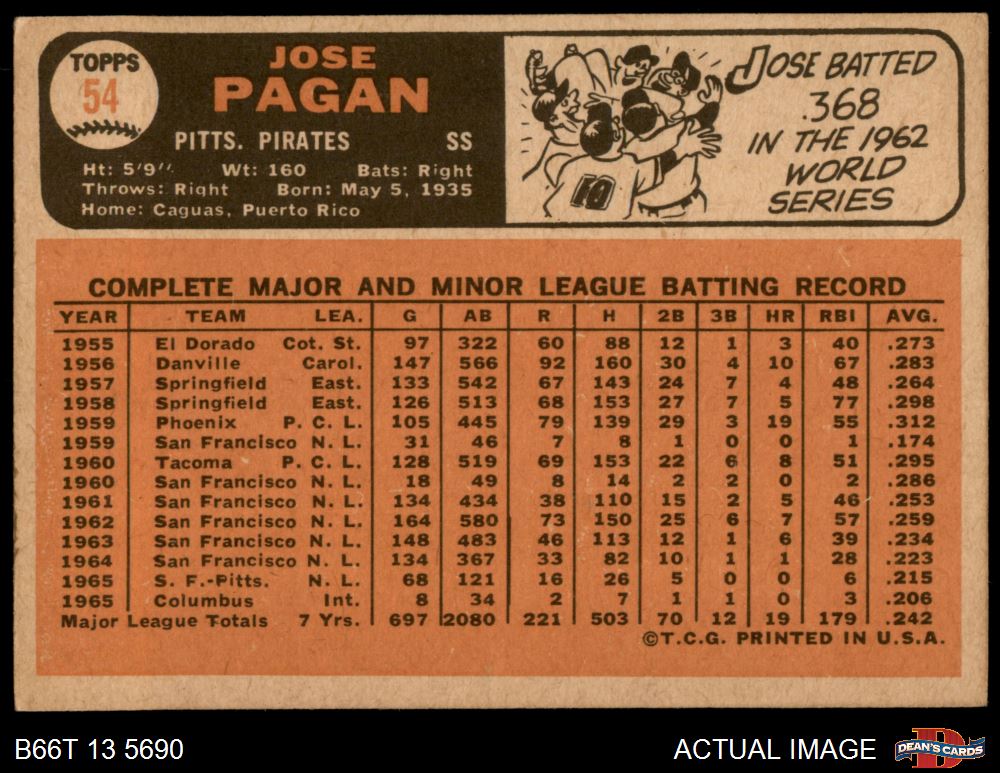 TOPPS
54
JOSE
PAGAN
PITTS. PIRATES SS
Ht: 5'9" Wt: 160 Bats: Right
Throws: Right Born: May 5, 1935
Home: Caguas, Puerto Rico
10
JOSE BATTED
.368
IN THE 1962
WORLD
SERIES
COMPLETE MAJOR AND MINOR LEAGUE BATTING RECORD
YEAR TEAM LEA. G AB R H 2B 3B HR RBI AVG.
1955 El Dorado Cot. St. 97 322 60 88 12 1 3 40 .273
1956 Danville Carol. 147 566 92 160 30 4 10 67 .283
1957 Springfield East. 133 542 67 143 24 7 4 48 .264
1958 Springfield East. 126 513 68 153 27 7 5 77 .298
1959 Phoenix P. C. L. 105 445 79 139 29 3 19 55 .312
1959 San Francisco N. L. 31 46 7 8 1 0 0 1 .174
1960 Tacoma P. C. L. 128 519 69 153 22 6 8 51 .295
1960 San Francisco N. L. 18 49 8 14 2 2 0 2 .286
1961 San Francisco N. L. 134 434 38 110 15 2 5 46 .253
1962 San Francisco N. L. 164 580 73 150 25 6 7 57 .259
1963 San Francisco N. L. 148 483 46 113 12 1 6 39 .234
1964 San Francisco N. L. 134 367 33 82 10 1 1 28 .223
1965 S. F.-Pitts. N. L. 68 121 16 26 5 0 0 6 .215
1965 Columbus Int. 8 34 2 7 1 1 0 3 .206
Major League Totals 7 Yrs. 697 2080 221 503 70 12 19 179 .242
©T.C.G. PRINTED IN U.S.A.
B66T 13 5690 ACTUAL IMAGE
D
DEAN'S CARDS